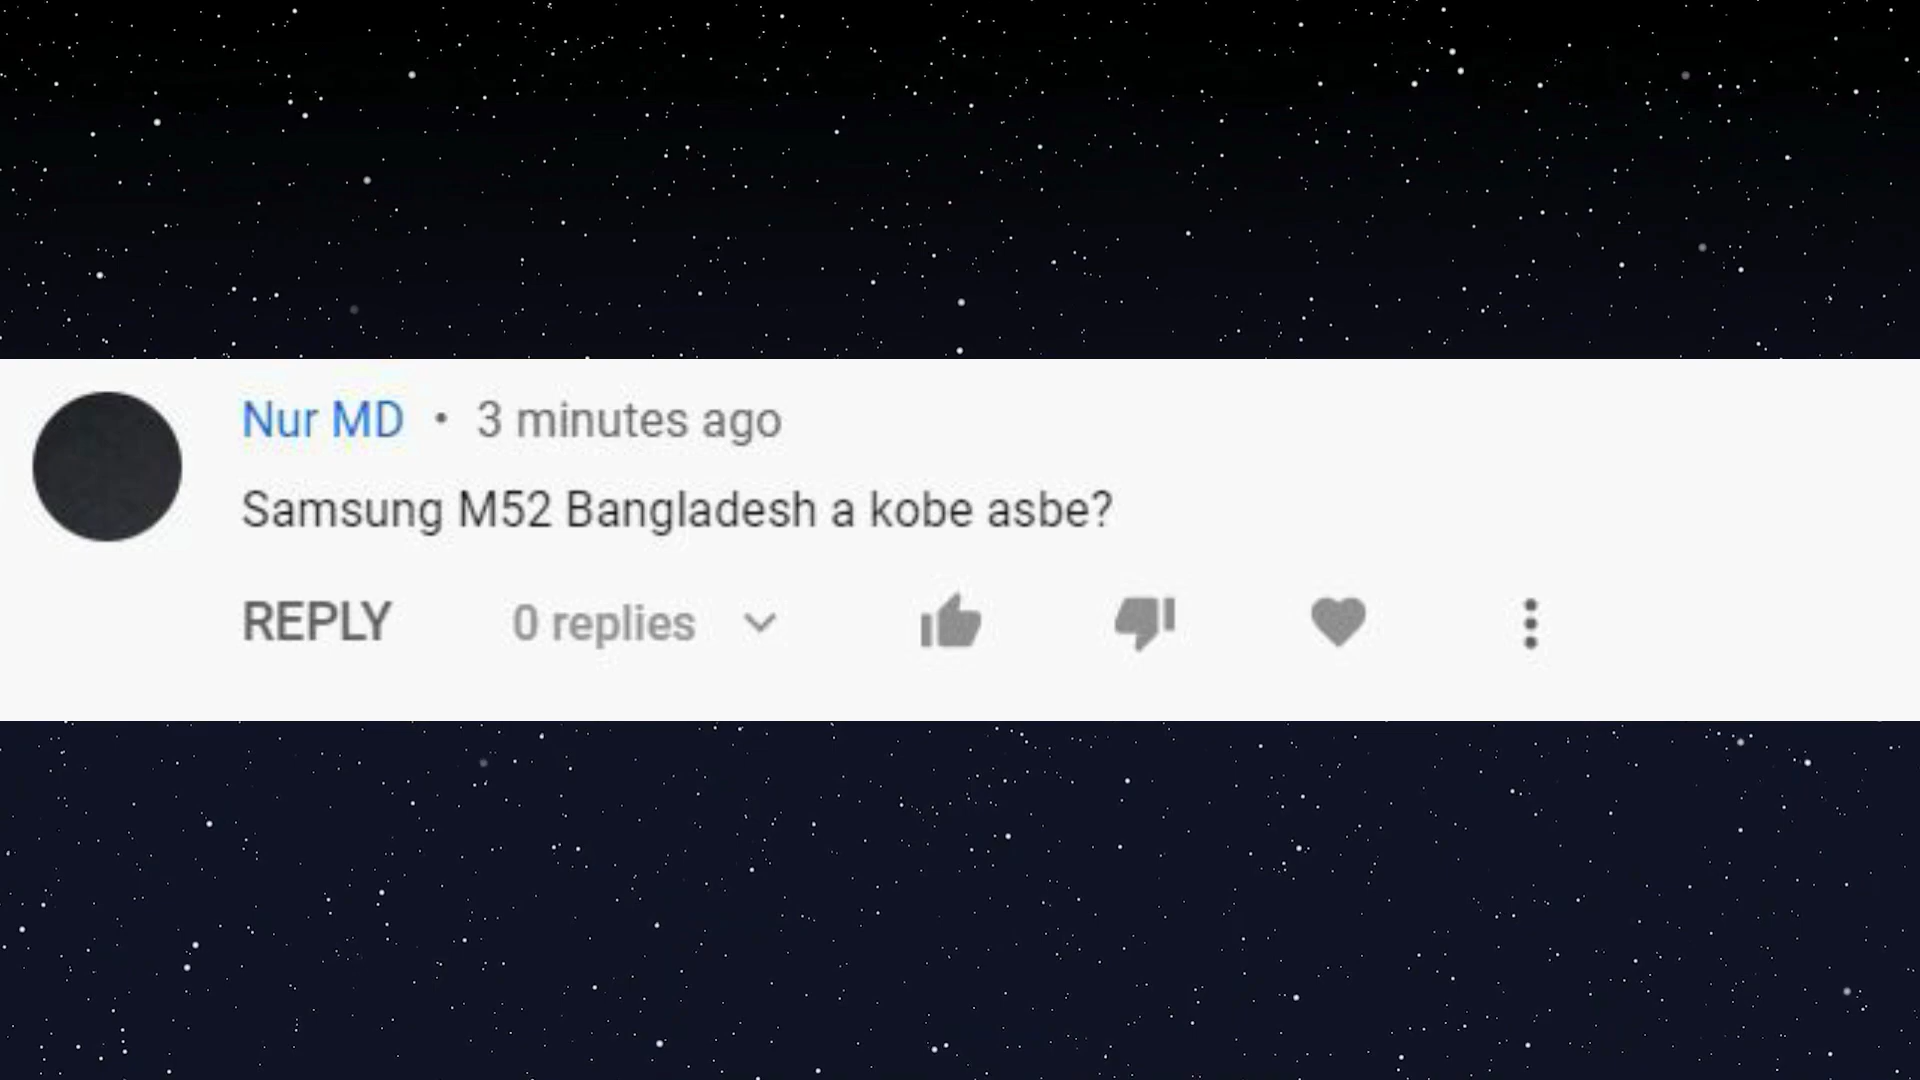 Nur MD • 3 minutes ago
Samsung M52 Bangladesh a kobe asbe?
REPLY 0 replies